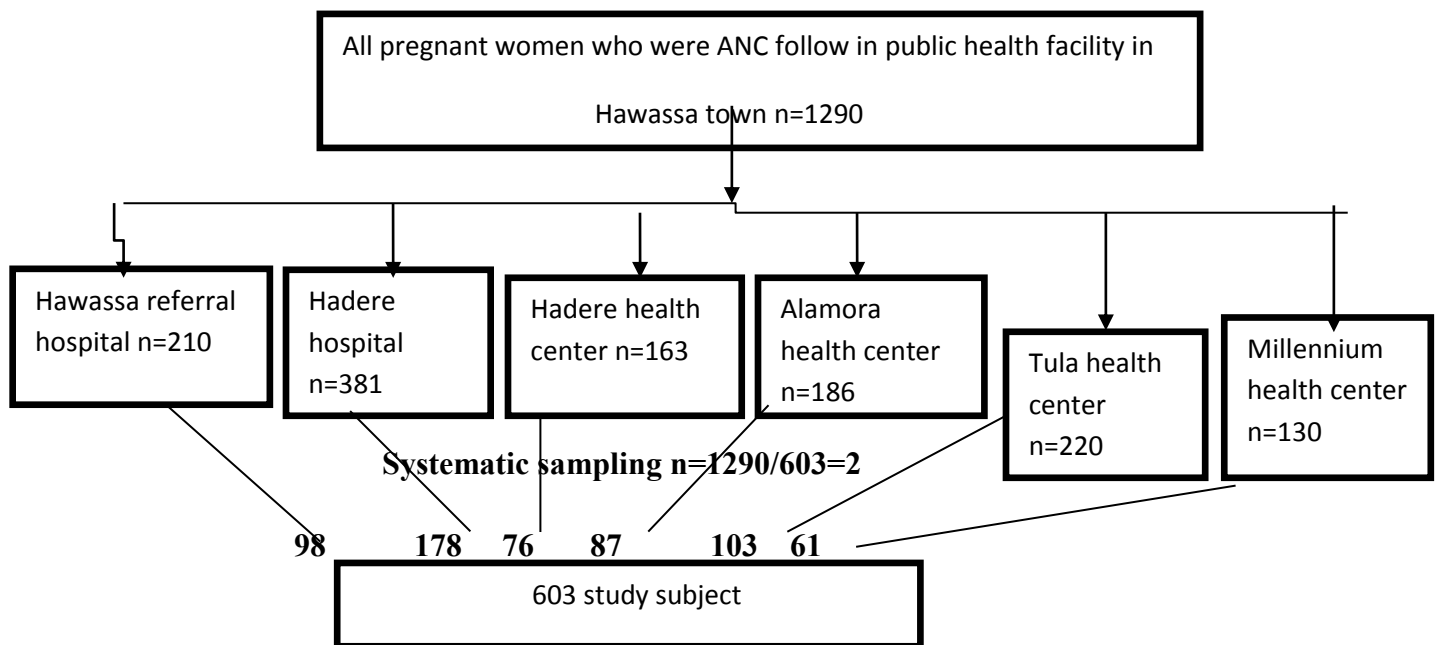 All pregnant women who were ANC follow in public health facility in
Hawassa town n=1290
Hawassa referral
hospital n=210
Hadere
hospital
n=381
Hadere health
center n=163
Alamora
health center
n=186
Tula health
center
n=220
Millennium
health center
n=130
Systematic sampling n=1290/603=2
98 178 76 87 103 61
603 study subject